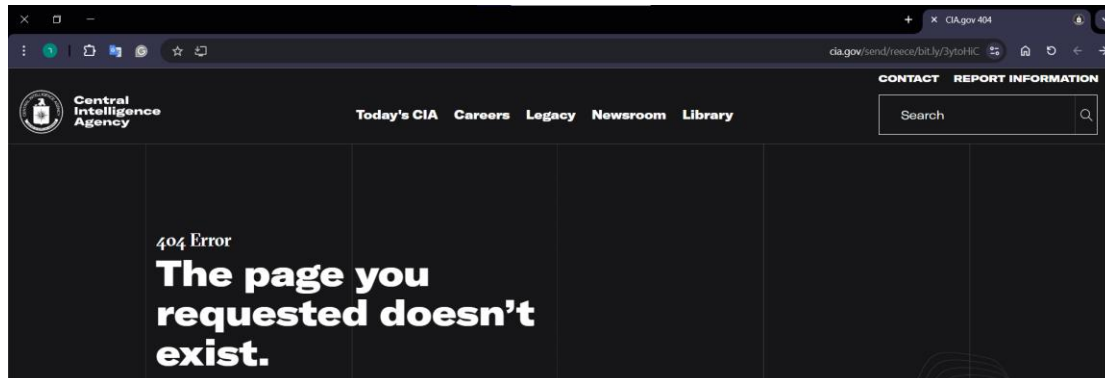 CIA.gov 404
cia.gov/send/reece/bit.ly/3ytoHiC
CONTACT REPORT INFORMATION
Central
Intelligence
Agency
Today's CIA Careers Legacy Newsroom Library
Search
404 Error
The page you
requested doesn't
exist.